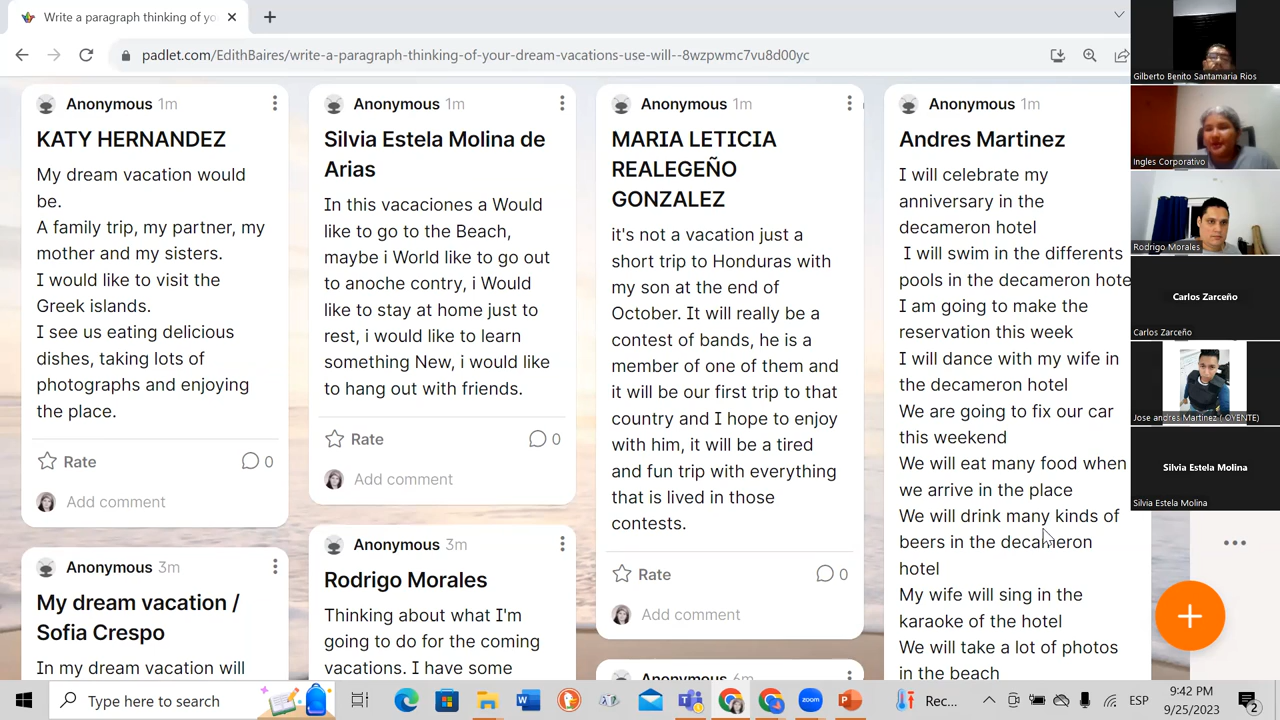 Write a paragraph thinking of yo
padlet.com/EdithBaires/write-a-paragraph-thinking-of-your-dream-vacations-use-will--8wzpwmc7vu8d00yc
Anonymous 1m
KATY HERNANDEZ
My dream vacation would
be.
A family trip, my partner, my
mother and my sisters.
I would like to visit the
Greek islands.
I see us eating delicious
dishes, taking lots of
photographs and enjoying
the place.
Rate
0
Add comment
Anonymous 3m
My dream vacation /
Sofia Crespo
In my dream vacation will
Anonymous 1m
Silvia Estela Molina de
Arias
In this vacaciones a Would
like to go to the Beach,
maybe i World like to go out
to anoche contry, i Would
like to stay at home just to
rest, i would like to learn
something New, i would like
to hang out with friends.
Rate
0
Add comment
Anonymous 3m
Rodrigo Morales
Thinking about what I'm
going to do for the coming
vacations. I have some
Anonymous 1m
MARIA LETICIA
REALEGEÑO
GONZALEZ
it's not a vacation just a
short trip to Honduras with
my son at the end of
October. It will really be a
contest of bands, he is a
member of one of them and
it will be our first trip to that
country and I hope to enjoy
with him, it will be a tired
and fun trip with everything
that is lived in those
contests.
Rate
0
Add comment
Anonymous 6m
Anonymous 1m
Andres Martinez
I will celebrate my
anniversary in the
decameron hotel
I will swim in the differents
pools in the decameron hote
I am going to make the
reservation this week
I will dance with my wife in
the decameron hotel
We are going to fix our car
this weekend
We will eat many food when
we arrive in the place
We will drink many kinds of
beers in the decameron
hotel
My wife will sing in the
karaoke of the hotel
We will take a lot of photos
in the beach
Gilberto Benito Santamaria Rios
Ingles Corporativo
Rodrigo Morales
Carlos Zarceño
Carlos Zarceño
Jose andres Martinez ( OYENTE)
Silvia Estela Molina
Silvia Estela Molina
Type here to search
zoom
Rec...
ESP
9:42 PM
9/25/2023
2